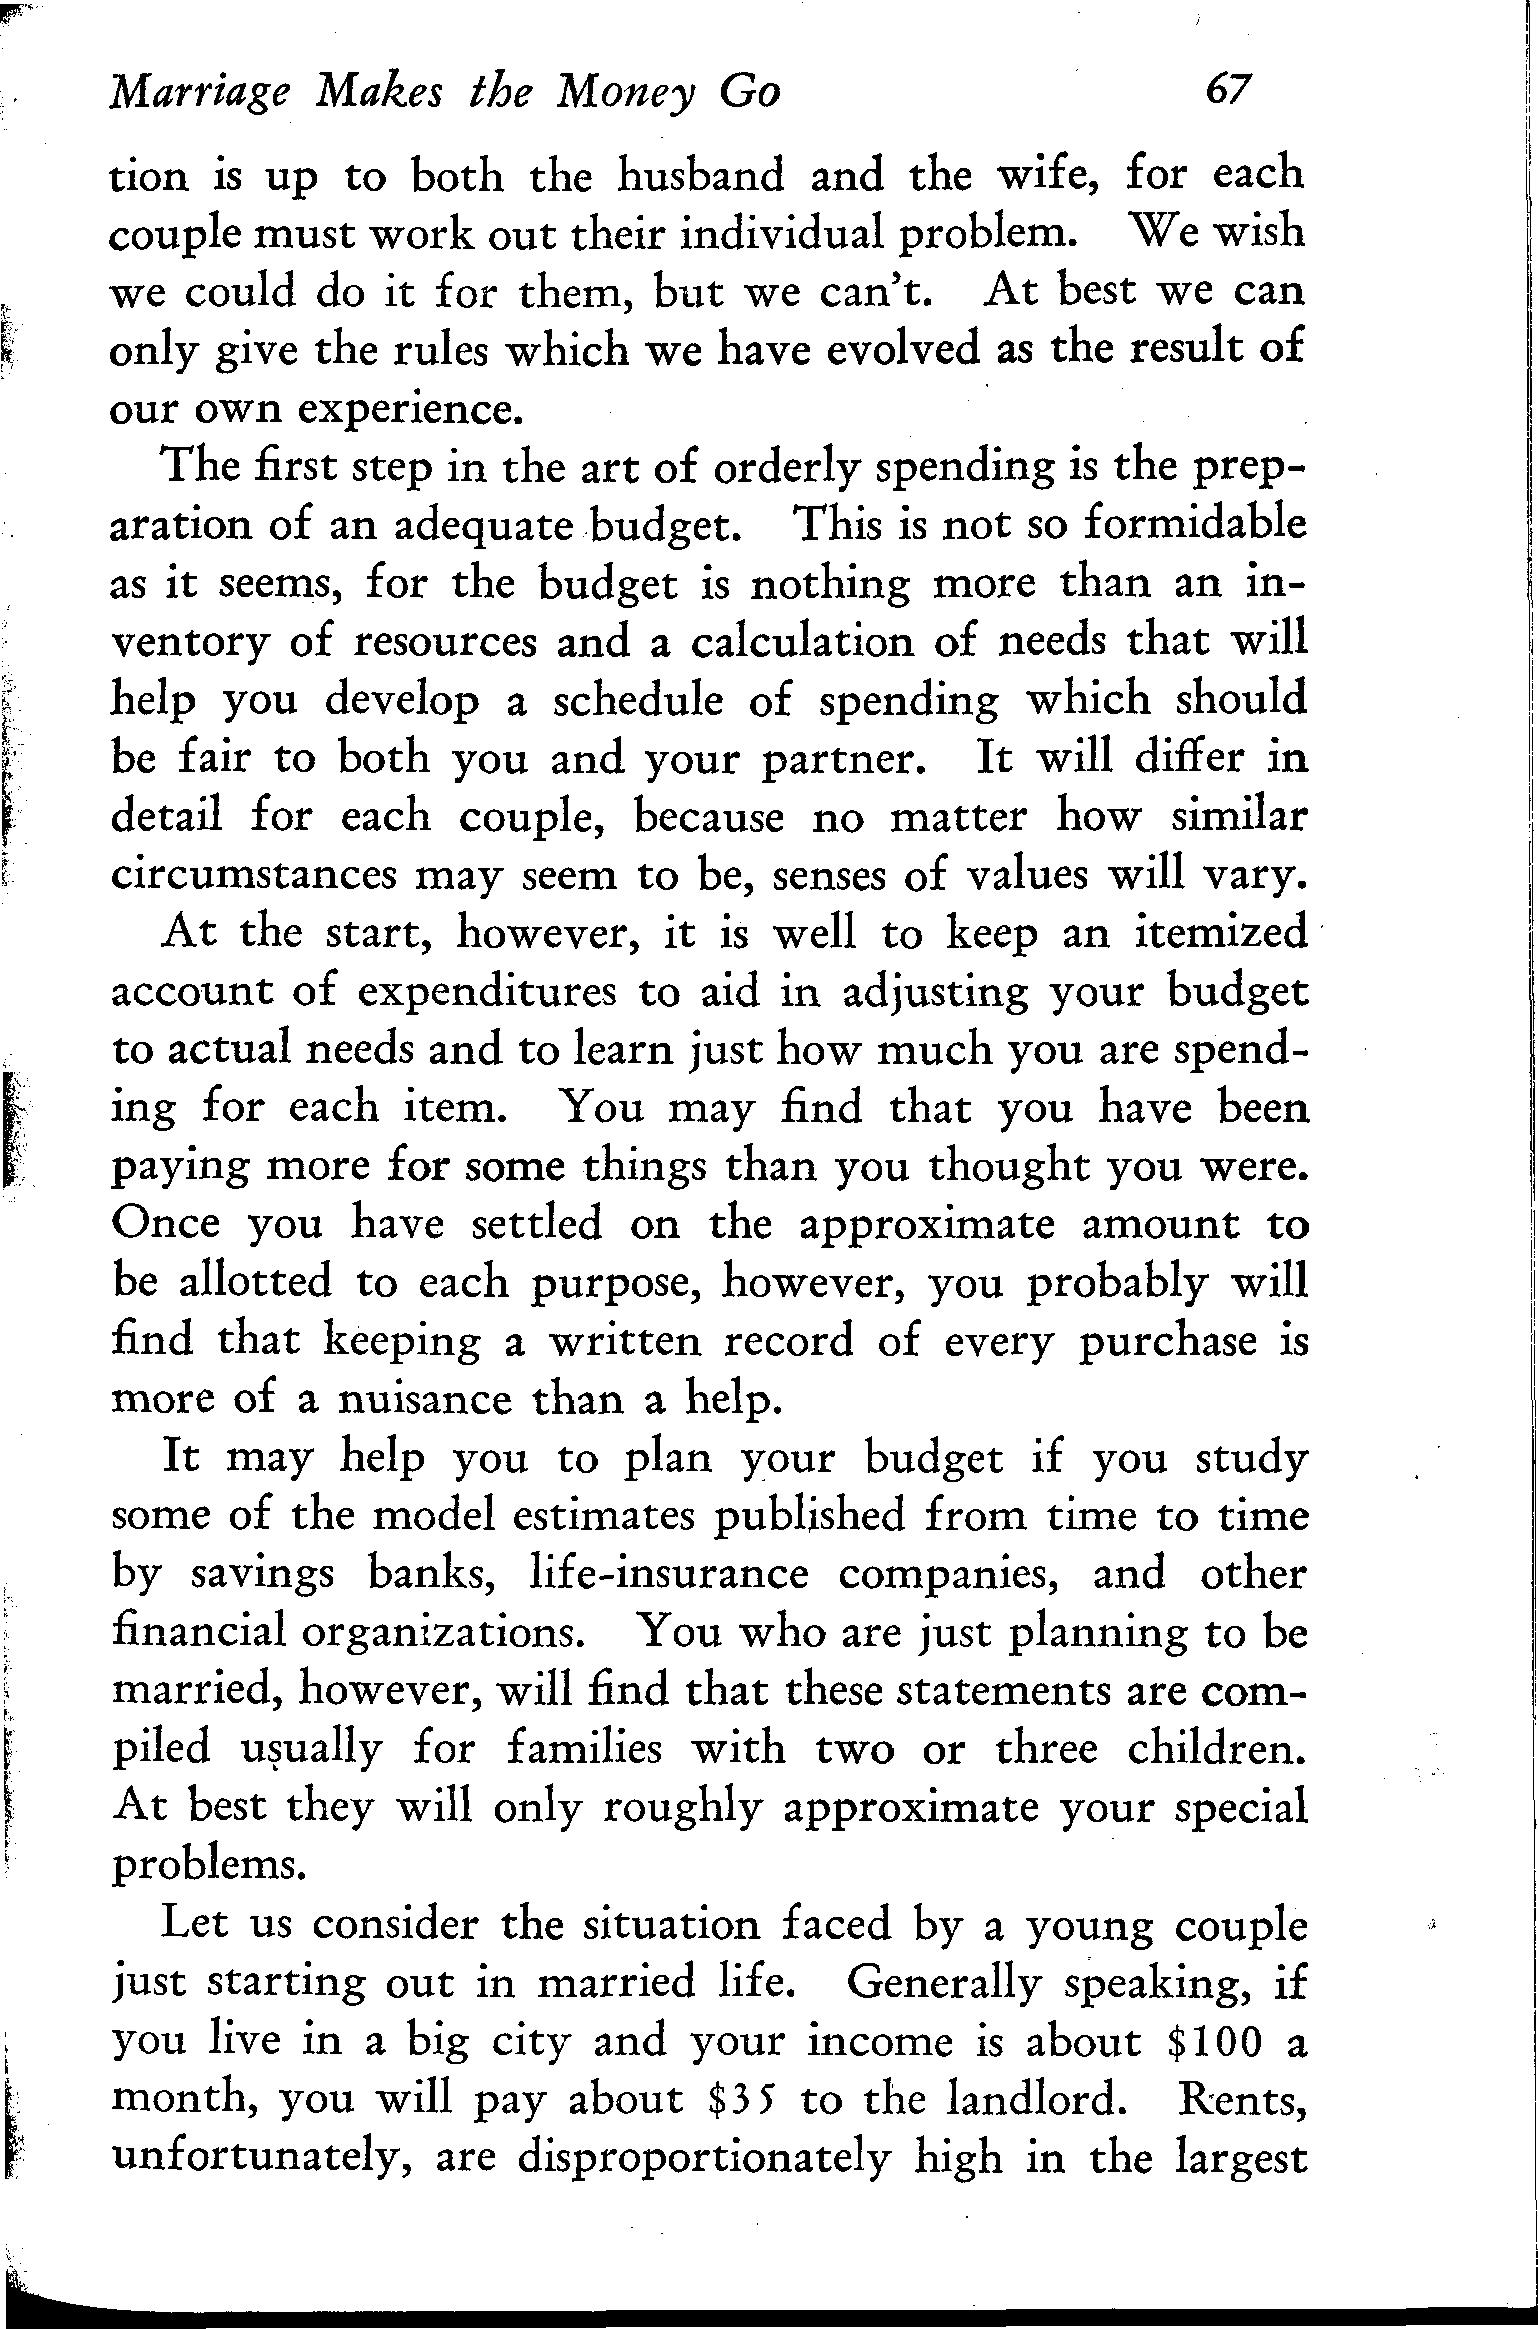 Marriage Makes the Money Go 67
tion is up to both the husband and the wife, for each
couple must work out their individual problem. We wish
we could do it for them, but we can't. At best we can
only give the rules which we have evolved as the result of
our own experience.
The first step in the art of orderly spending is the prep-
aration of an adequate budget. This is not so formidable
as it seems, for the budget is nothing more than an in-
ventory of resources and a calculation of needs that will
help you develop a schedule of spending which should
be fair to both you and your partner. It will differ in
detail for each couple, because no matter how similar
circumstances may seem to be, senses of values will vary.
At the start, however, it is well to keep an itemized
account of expenditures to aid in adjusting your budget
to actual needs and to learn just how much you are spend-
ing for each item. You may find that you have been
paying more for some things than you thought you were.
Once you have settled on the approximate amount to
be allotted to each purpose, however, you probably will
find that keeping a written record of every purchase is
more of a nuisance than a help.
It may help you to plan your budget if you study
some of the model estimates published from time to time
by savings banks, life-insurance companies, and other
financial organizations. You who are just planning to be
married, however, will find that these statements are com-
piled usually for families with two or three children.
At best they will only roughly approximate your special
problems.
Let us consider the situation faced by a young couple
just starting out in married life. Generally speaking, if
you live in a big city and your income is about $100 a
month, you will pay about $35 to the landlord. Rents,
unfortunately, are disproportionately high in the largest